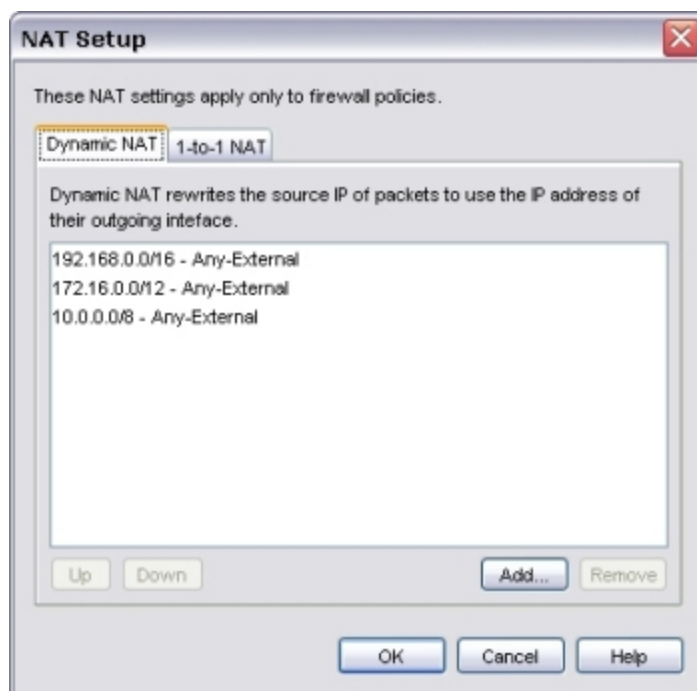 NAT Setup
These NAT settings apply only to firewall policies.
Dynamic NAT
1-to-1 NAT
Dynamic NAT rewrites the source IP of packets to use the IP address of
their outgoing inteface.
192.168.0.0/16 - Any-External
172.16.0.0/12 - Any-External
10.0.0.0/8 - Any-External
Up
Down
Add...
Remove
OK
Cancel
Help